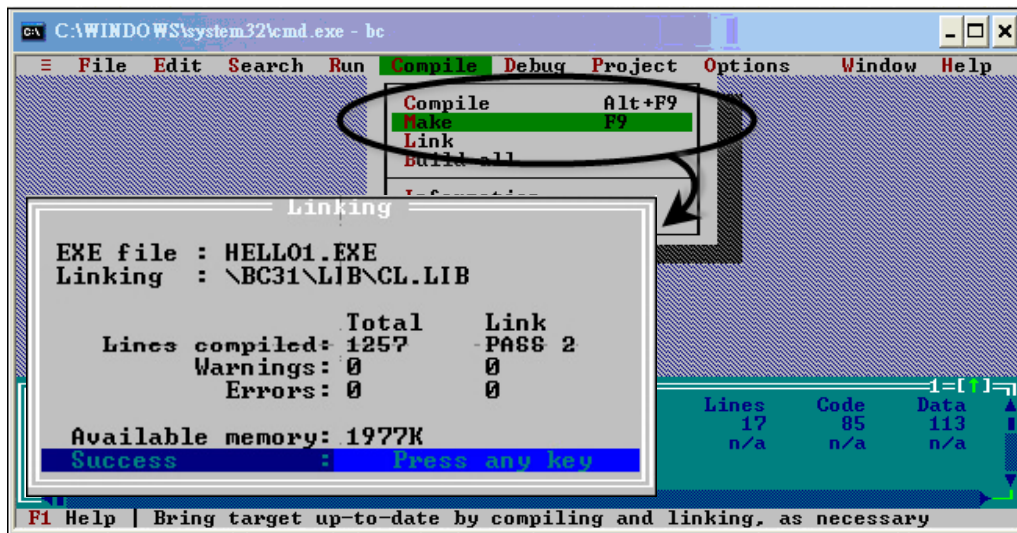 C:\WINDOWS\system32\cmd.exe - bc
≡ File Edit Search Run Compile Debug Project Options Window Help
Compile Alt+F9
Make F9
Link
Build all
Information
Linking
EXE file : HELLO1.EXE
Linking : \BC31\LIB\CL.LIB
Total Link
Lines compiled: 1257 PASS 2
Warnings: 0 0
Errors: 0 0
Available memory: 1977K
Success : Press any key
1=[↑]
Lines Code Data
17 85 113
n/a n/a n/a
F1 Help | Bring target up-to-date by compiling and linking, as necessary